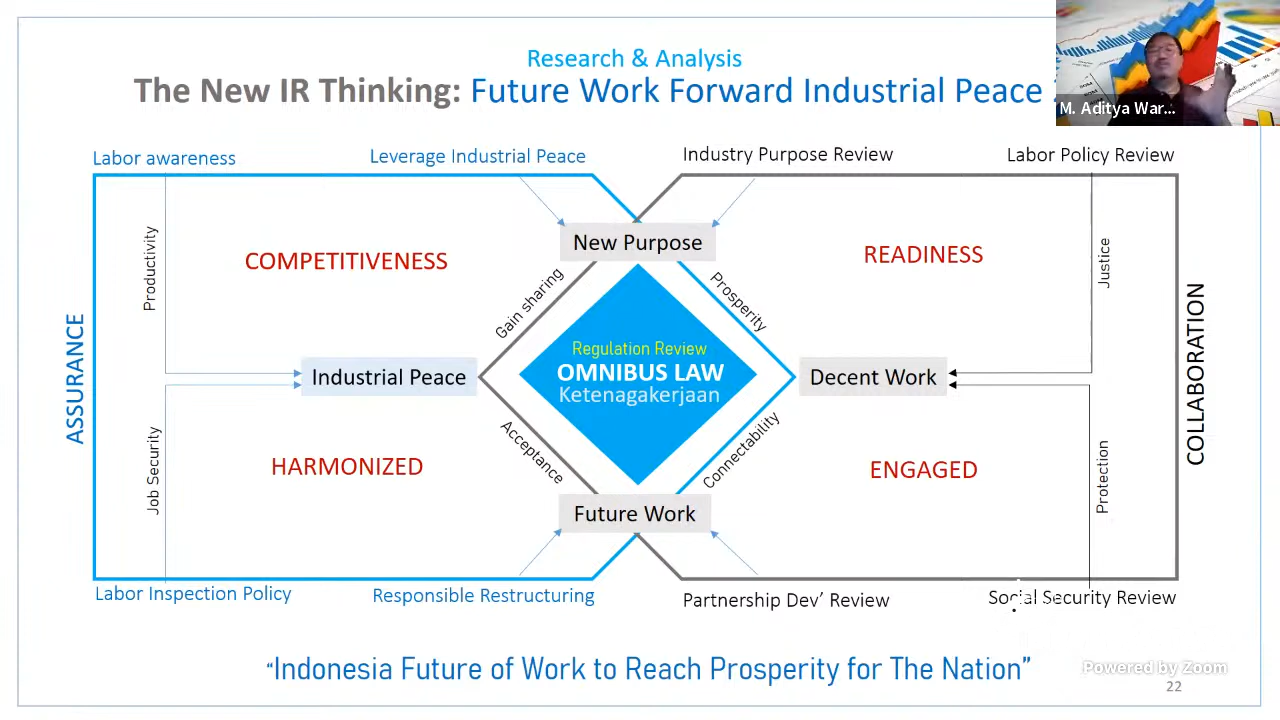 Research & Analysis
The New IR Thinking: Future Work Forward Industrial Peace
M. Aditya War...
Labor awareness
Leverage Industrial Peace
Industry Purpose Review
Labor Policy Review
Productivity
COMPETITIVENESS
New Purpose
READINESS
Justice
Gain sharing
Prosperity
ASSURANCE
Industrial Peace
Regulation Review
OMNIBUS LAW
Ketenagakerjaan
Decent Work
COLLABORATION
Job Security
HARMONIZED
Acceptance
Connectability
ENGAGED
Protection
Future Work
Labor Inspection Policy
Responsible Restructuring
Partnership Dev’ Review
Social Security Review
“Indonesia Future of Work to Reach Prosperity for The Nation”
Powered by Zoom
22